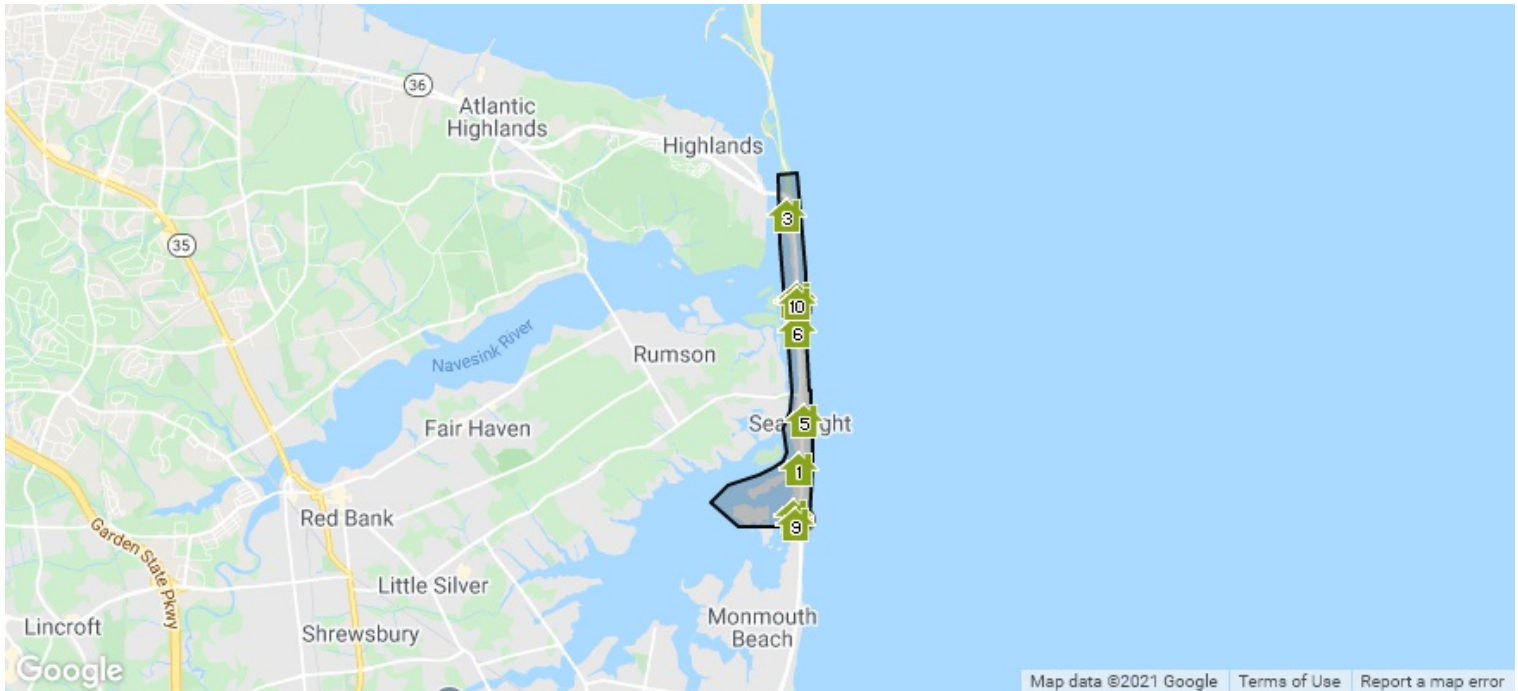 36
Atlantic
Highlands
Highlands
3
35
10
6
Navesink River
Rumson
5
Fair Haven
1
Red Bank
9
Garden State Pkwy
Little Silver
Monmouth
Beach
Lincroft
Shrewsbury
Google
Map data ©2021 Google
Terms of Use
Report a map error